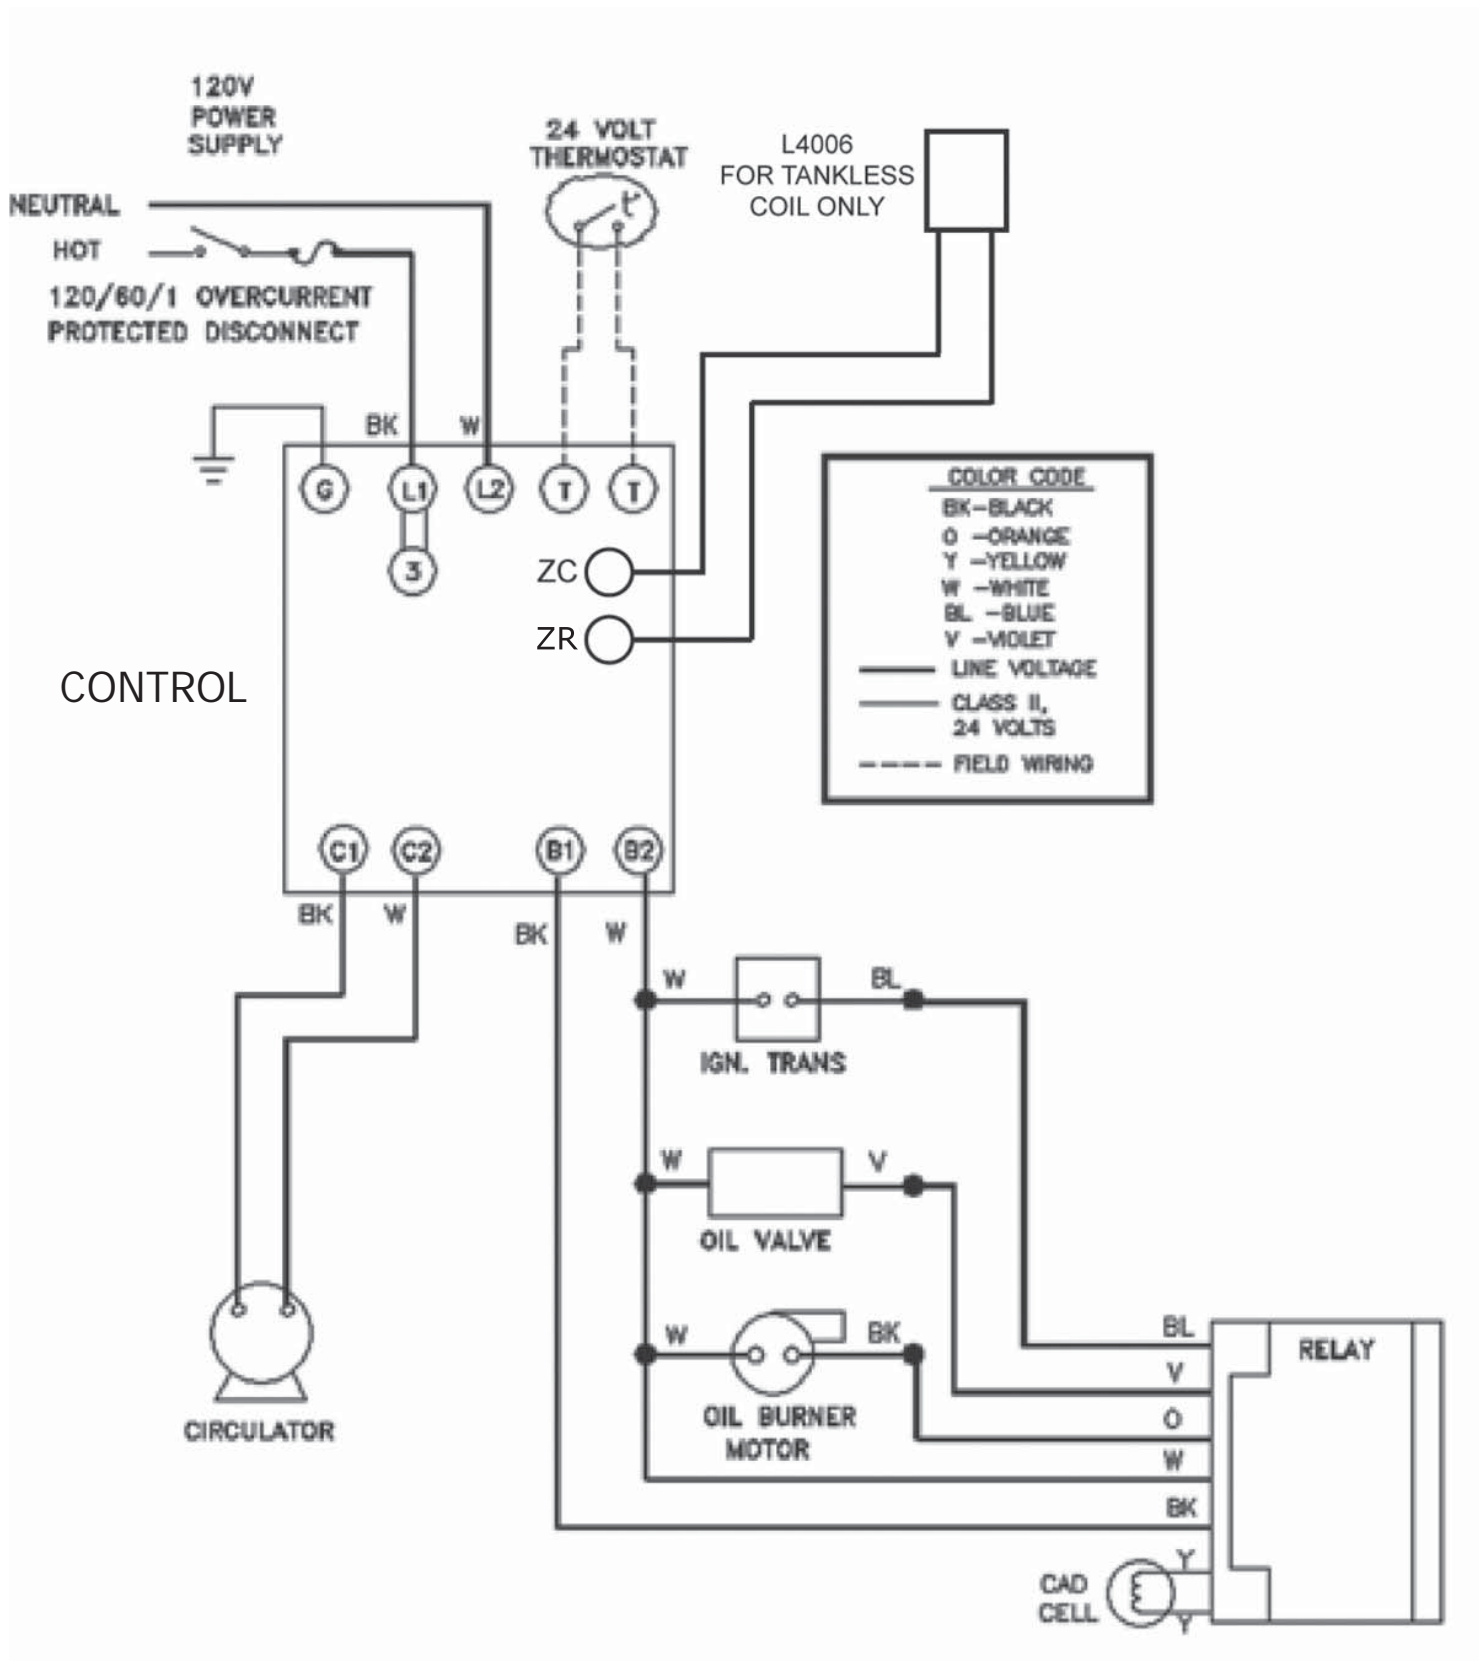 120V
POWER
SUPPLY
24 VOLT
THERMOSTAT
L4006
FOR TANKLESS
COIL ONLY
NEUTRAL
HOT
120/60/1 OVERCURRENT
PROTECTED DISCONNECT
t
BK
W
G
L1
L2
T
T
3
ZC
ZR
CONTROL
COLOR CODE
BK-BLACK
O -ORANGE
Y -YELLOW
W -WHITE
BL -BLUE
V -VIOLET
LINE VOLTAGE
CLASS II,
24 VOLTS
FIELD WIRING
C1
C2
B1
B2
BK
W
BK
W
W
BL
IGN. TRANS
W
V
OIL VALVE
W
BK
OIL BURNER
MOTOR
CIRCULATOR
BL
V
O
W
BK
Y
Y
RELAY
CAD
CELL